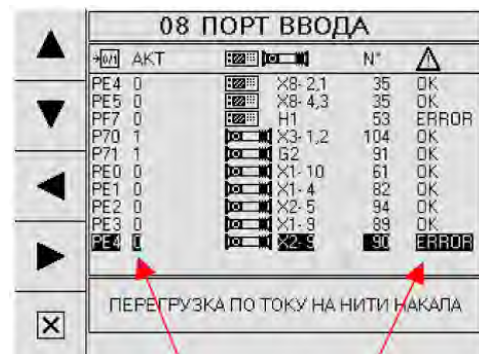 08 ПОРТ ВВОДА
→0/1 АКТ N°
PE4 0 X8-2,1 35 OK
PE5 0 X8-4,3 35 OK
PF7 0 H1 53 ERROR
P70 1 X3-1,2 104 OK
P71 1 G2 91 OK
PE0 0 X1-10 61 OK
PE1 0 X1-4 82 OK
PE2 0 X2-5 94 OK
PE3 0 X1-9 89 OK
PE4 0 X2-9 90 ERROR
ПЕРЕГРУЗКА ПО ТОКУ НА НИТИ НАКАЛА